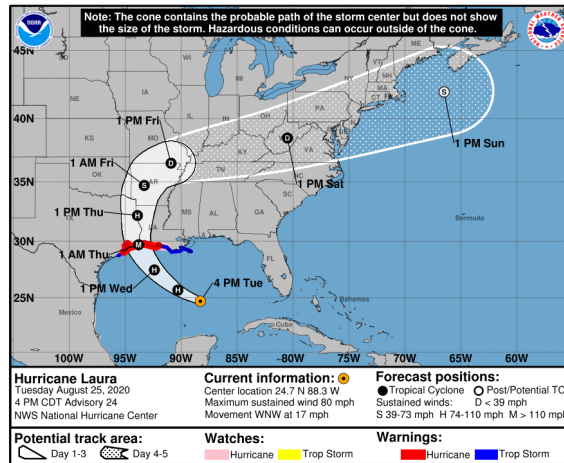 Note: The cone contains the probable path of the storm center but does not show
the size of the storm. Hazardous conditions can occur outside of the cone.
NOAA
45N
40N
35N
30N
25N
ME
VT
NH
NY
MA
CT
WI
MI
PA
NE
IA
IL
IN
OH
DE
VA
KS
MO
KY
NC
OK
AR
TN
SC
TX
LA
MS
AL
GA
FL
1 PM Fri
D
1 AM Fri
S
1 PM Thu
H
1 AM Thu
M
1 PM Wed
H
H
4 PM Tue
D
1 PM Sat
S
1 PM Sun
Bermuda
Mexico
Cuba
Bahamas
100W 95W 90W 85W 80W 75W 70W 65W 60W
Hurricane Laura
Tuesday August 25, 2020
4 PM CDT Advisory 24
NWS National Hurricane Center
Current information:
Center location 24.7 N 88.3 W
Maximum sustained wind 80 mph
Movement WNW at 17 mph
Forecast positions:
Tropical Cyclone Post/Potential TC
Sustained winds: D < 39 mph
S 39-73 mph H 74-110 mph M > 110 mph
Potential track area:
Day 1-3 Day 4-5
Watches:
Hurricane Trop Storm
Warnings:
Hurricane Trop Storm